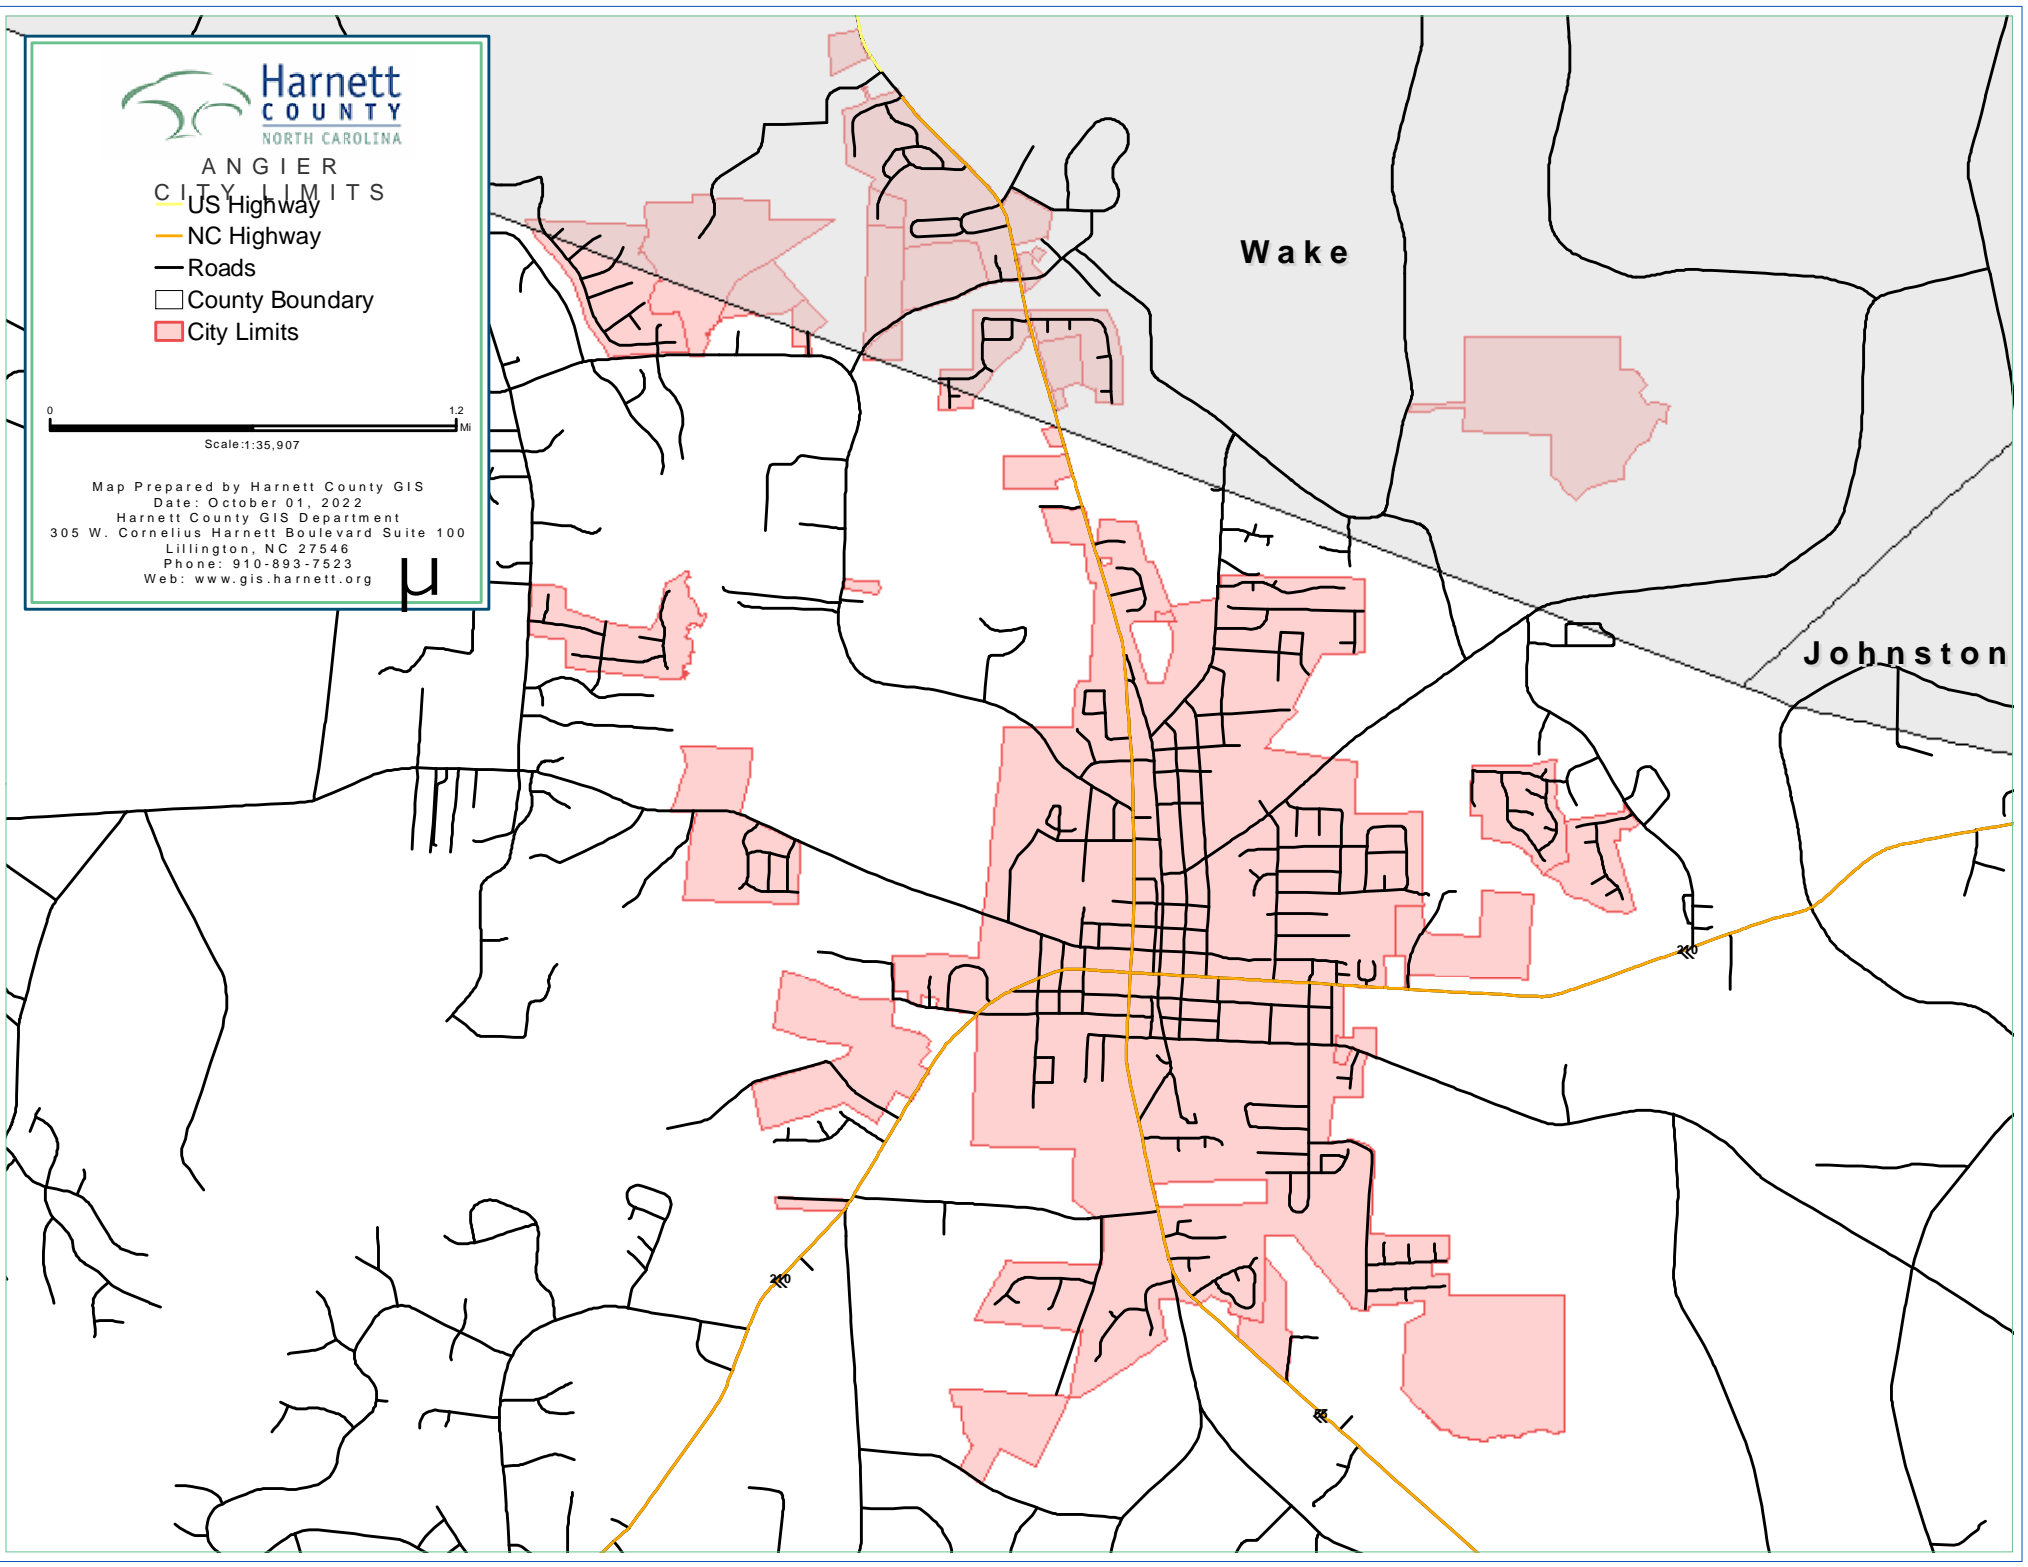 Harnett
COUNTY
NORTH CAROLINA
ANGIER
CITY LIMITS
US Highway
NC Highway
Roads
County Boundary
City Limits
0 1.2
Mi
Scale:1:35,907
Map Prepared by Harnett County GIS
Date: October 01, 2022
Harnett County GIS Department
305 W. Cornelius Harnett Boulevard Suite 100
Lillington, NC 27546
Phone: 910-893-7523
Web: www.gis.harnett.org
µ
Wake
Johnston
210
210
55